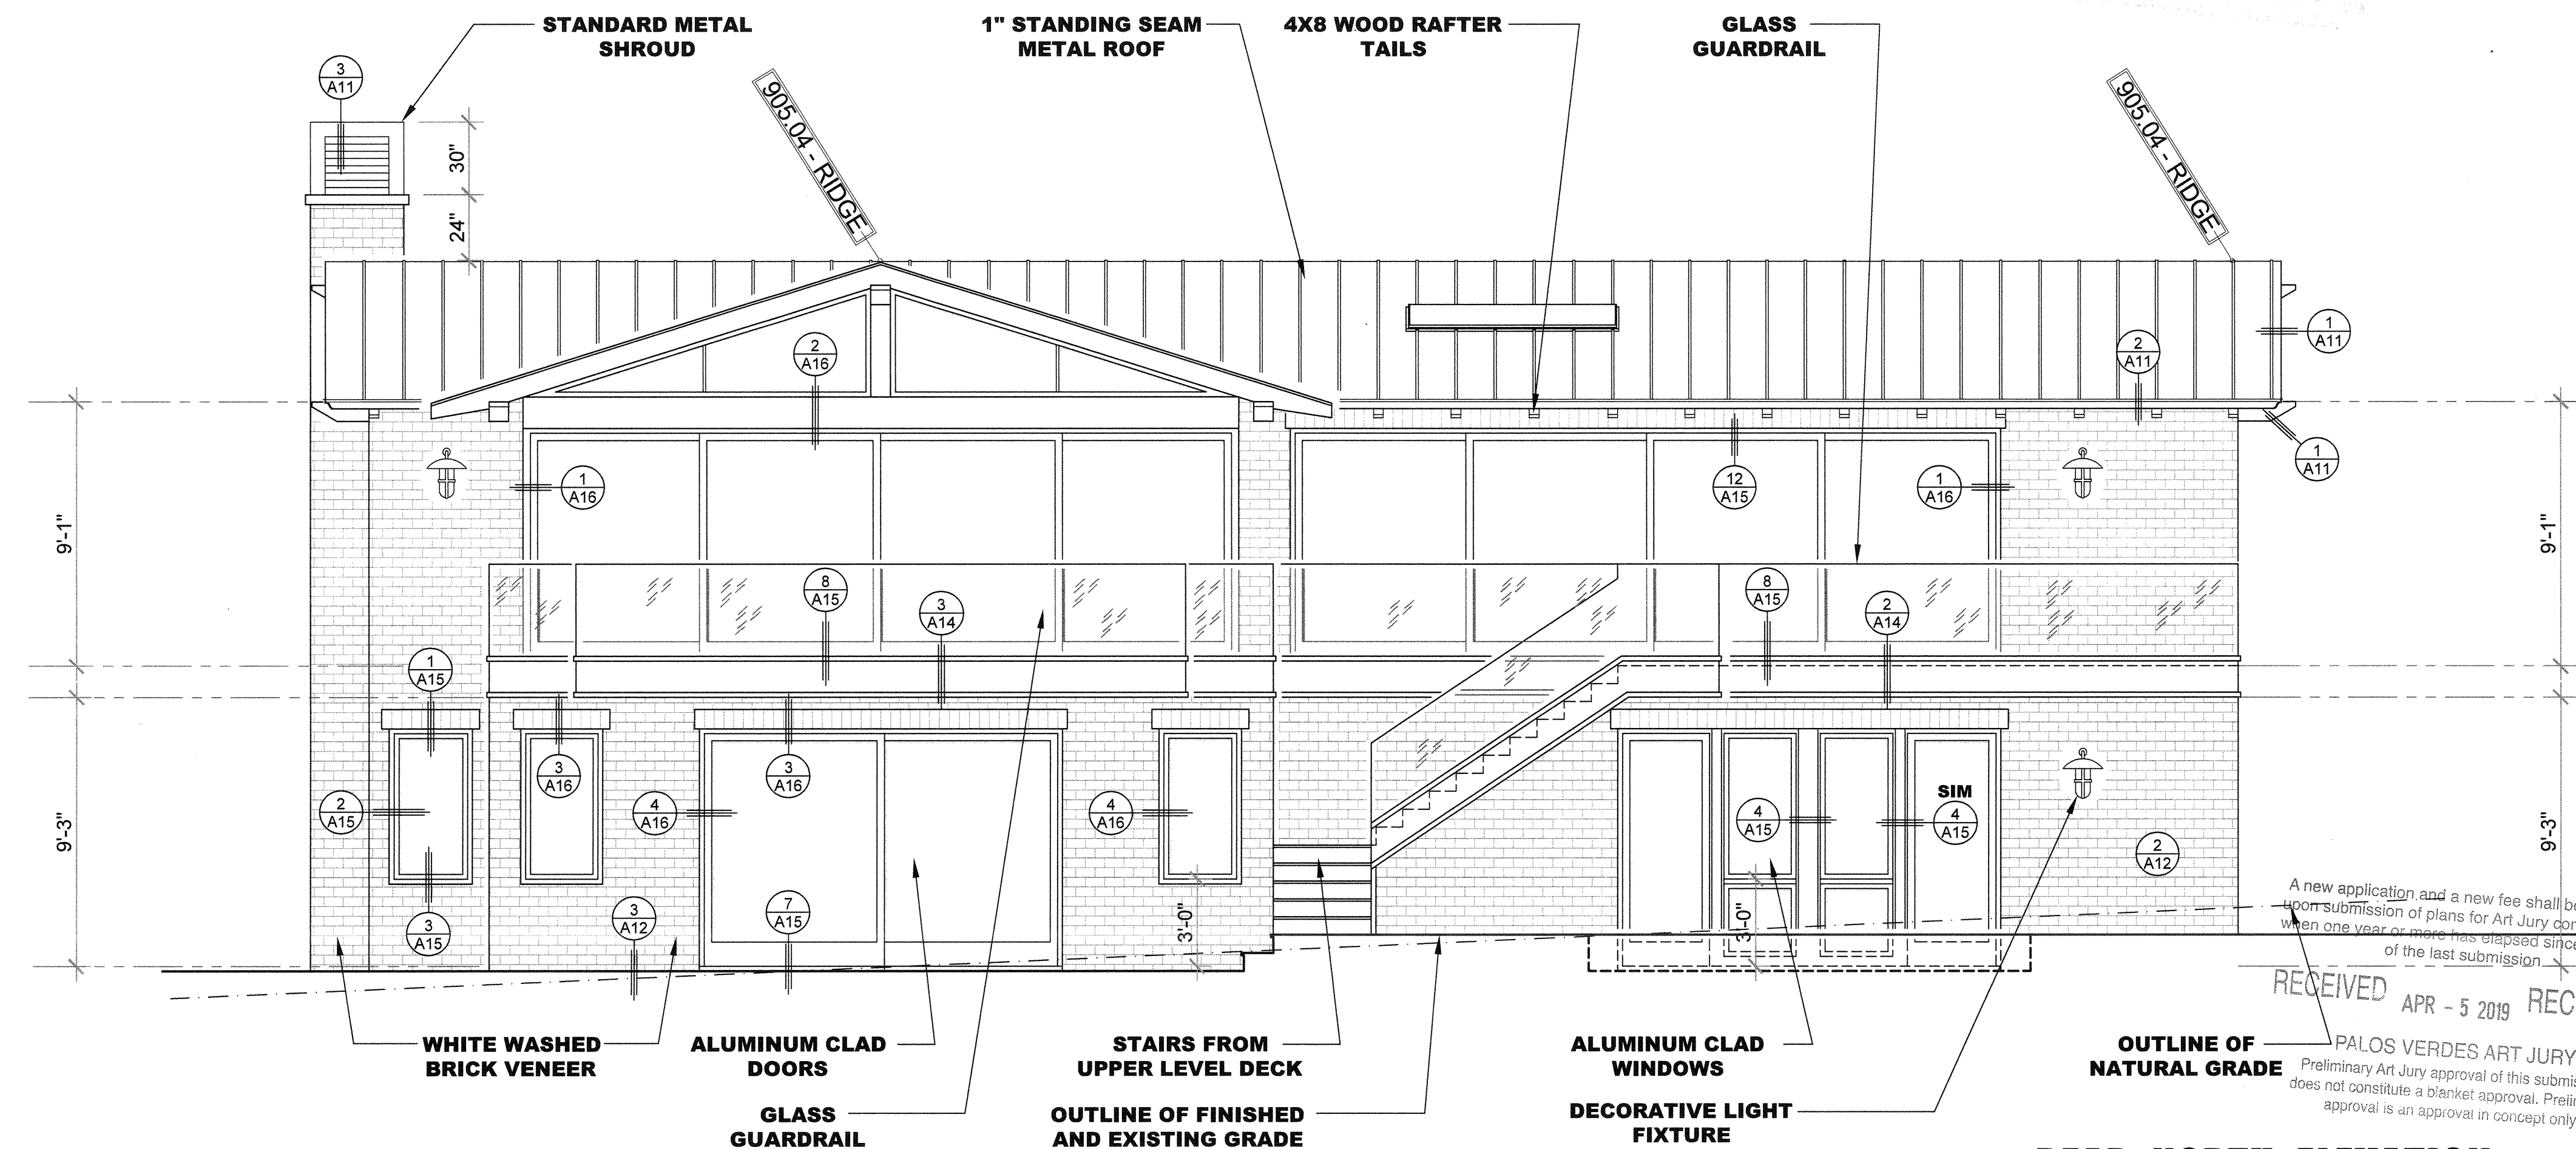 STANDARD METAL
SHROUD
1" STANDING SEAM
METAL ROOF
4X8 WOOD RAFTER
TAILS
GLASS
GUARDRAIL
3
A11
905.04 - RIDGE
905.04 - RIDGE
30"
24"
2
A16
1
A11
2
A11
1
A11
1
A16
12
A15
1
A16
9'-1"
9'-1"
8
A15
3
A14
8
A15
2
A14
1
A15
3
A16
3
A16
2
A15
4
A16
4
A16
4
A15
SIM
4
A15
9'-3"
9'-3"
2
A12
3
A15
3
A12
7
A15
3'-0"
3'-0"
A new application and a new fee shall be
upon submission of plans for Art Jury
when one year or more has elapsed since
of the last submission
RECEIVED APR - 5 2019
PALOS VERDES ART JURY
Preliminary Art Jury approval of this
does not constitute a blanket approval.
approval is an approval in concept only
WHITE WASHED
BRICK VENEER
ALUMINUM CLAD
DOORS
STAIRS FROM
UPPER LEVEL DECK
ALUMINUM CLAD
WINDOWS
OUTLINE OF
NATURAL GRADE
GLASS
GUARDRAIL
OUTLINE OF FINISHED
AND EXISTING GRADE
DECORATIVE LIGHT
FIXTURE